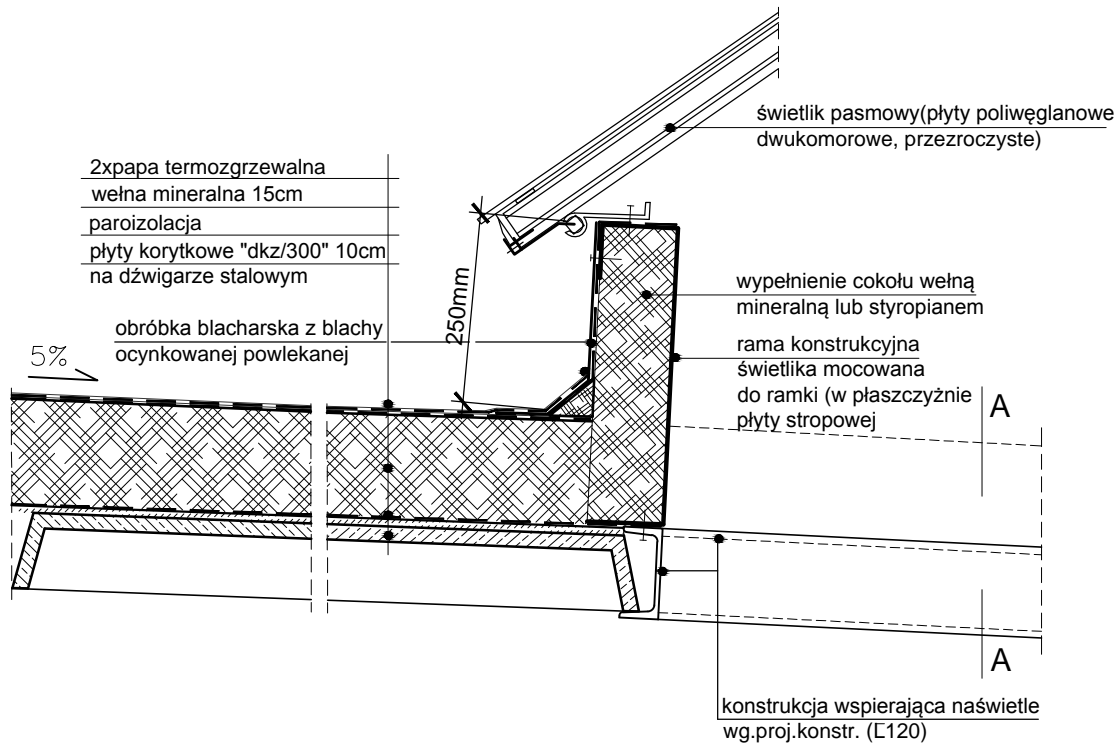 świetlik pasmowy(płyty poliwęglanowe
dwukomorowe, przezroczyste)
2xpapa termozgrzewalna
wełna mineralna 15cm
paroizolacja
płyty korytkowe "dkz/300" 10cm
na dźwigarze stalowym
obróbka blacharska z blachy
ocynkowanej powlekanej
250mm
5%
wypełnienie cokołu wełną
mineralną lub styropianem
rama konstrukcyjna
świetlika mocowana
do ramki (w płaszczyźnie
płyty stropowej
A
A
konstrukcja wspierająca naświetle
wg.proj.konstr. (Ľ120)